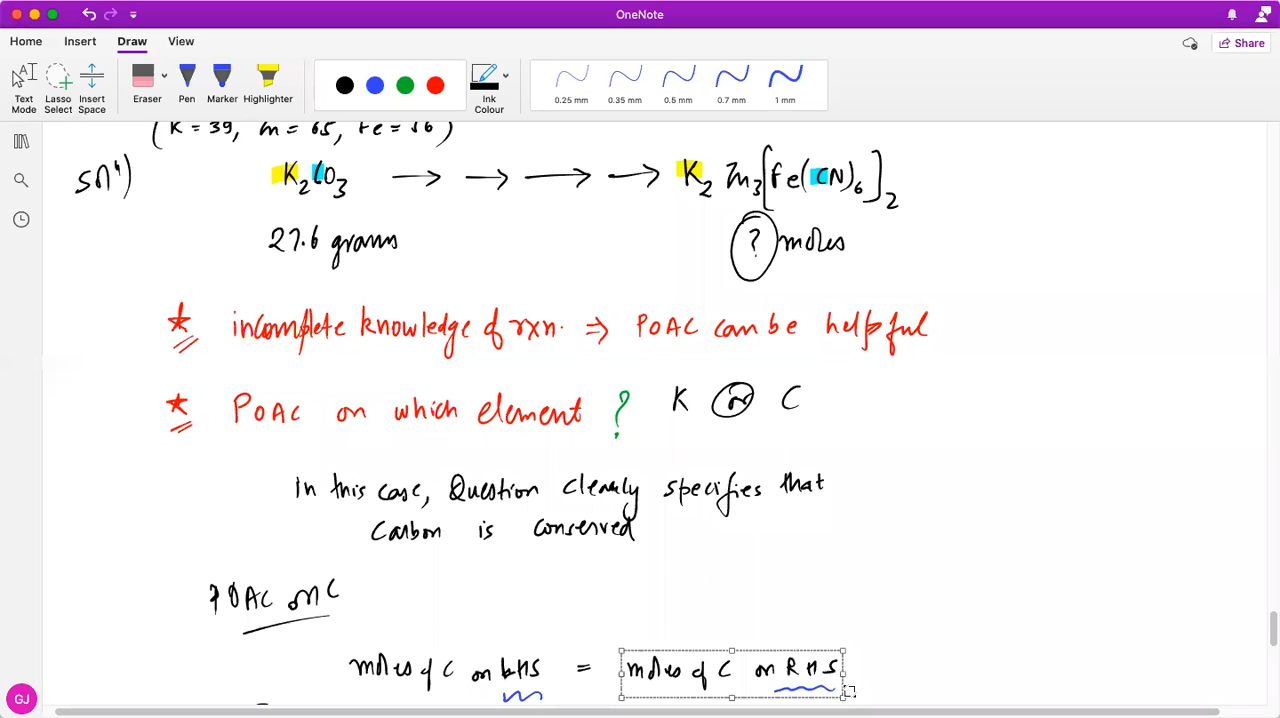 OneNote
Home Insert Draw View
Share
Text Mode
Lasso Select
Insert Space
Eraser
Pen
Marker
Highlighter
Ink Colour
0.25 mm
0.35 mm
0.5 mm
0.7 mm
1 mm
(K = 39, Zn = 65, Fe = 56)
Solⁿ)
K₂CO₃ → → → → K₂Zn₃[Fe(CN)₆]₂
27.6 grams ? moles
* incomplete knowledge of rxn. ⇒ POAC can be helpful
* POAC on which element ? K or C
In this case, Question clearly specifies that
Carbon is conserved
POAC on C
moles of C on LHS = moles of C on RHS
GJ